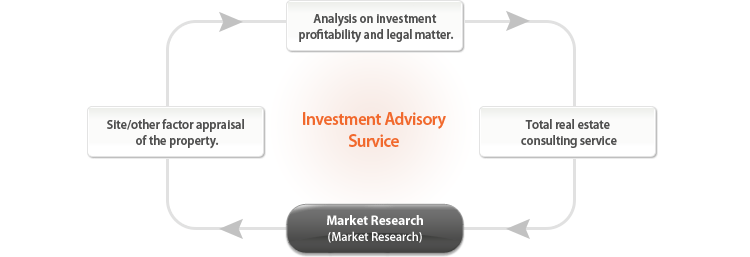 Analysis on investment
profitability and legal matter.
Investment Advisory
Survice
Site/other factor appraisal
of the property.
Total real estate
consulting service
Market Research
(Market Research)